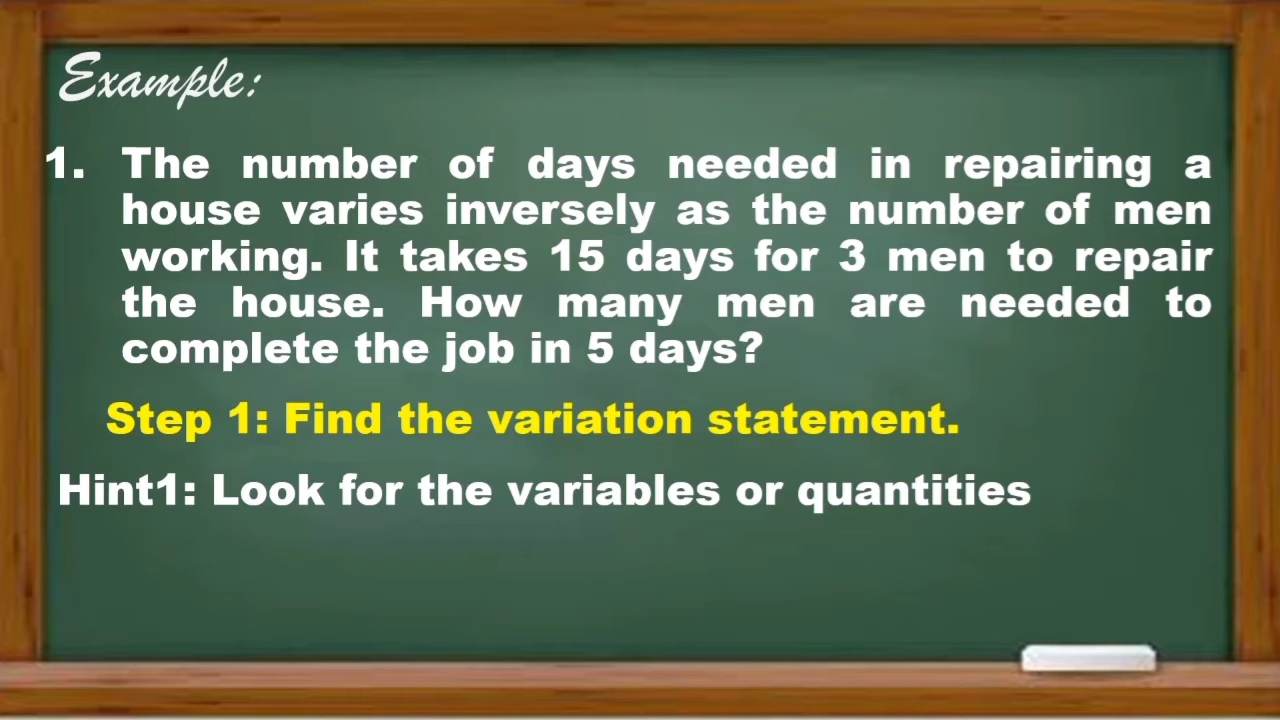 Example:
1. The number of days needed in repairing a
house varies inversely as the number of men
working. It takes 15 days for 3 men to repair
the house. How many men are needed to
complete the job in 5 days?
Step 1: Find the variation statement.
Hint1: Look for the variables or quantities